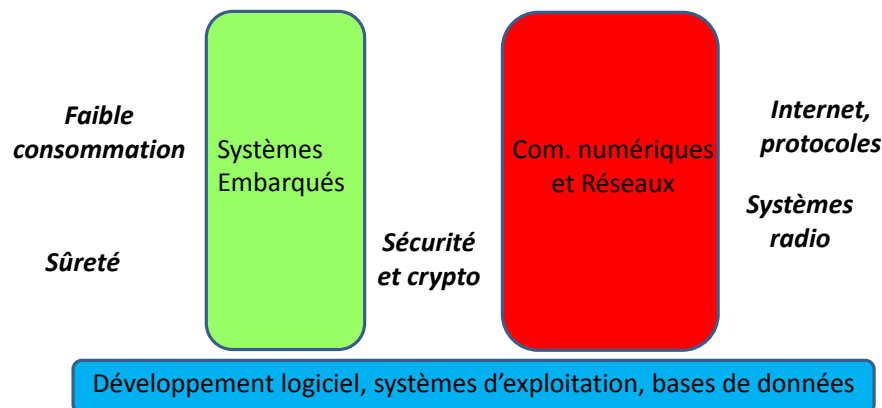 Faible
consommation
Sûreté
Systèmes
Embarqués
Sécurité
et crypto
Com. numériques
et Réseaux
Internet,
protocoles
Systèmes
radio
Développement logiciel, systèmes d’exploitation, bases de données